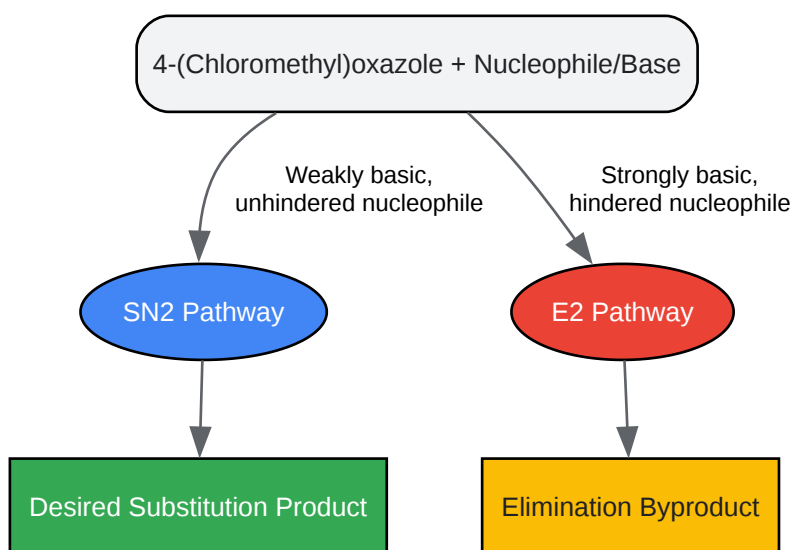 4-(Chloromethyl)oxazole + Nucleophile/Base
Weakly basic,
unhindered nucleophile
Strongly basic,
hindered nucleophile
SN2 Pathway
E2 Pathway
Desired Substitution Product
Elimination Byproduct